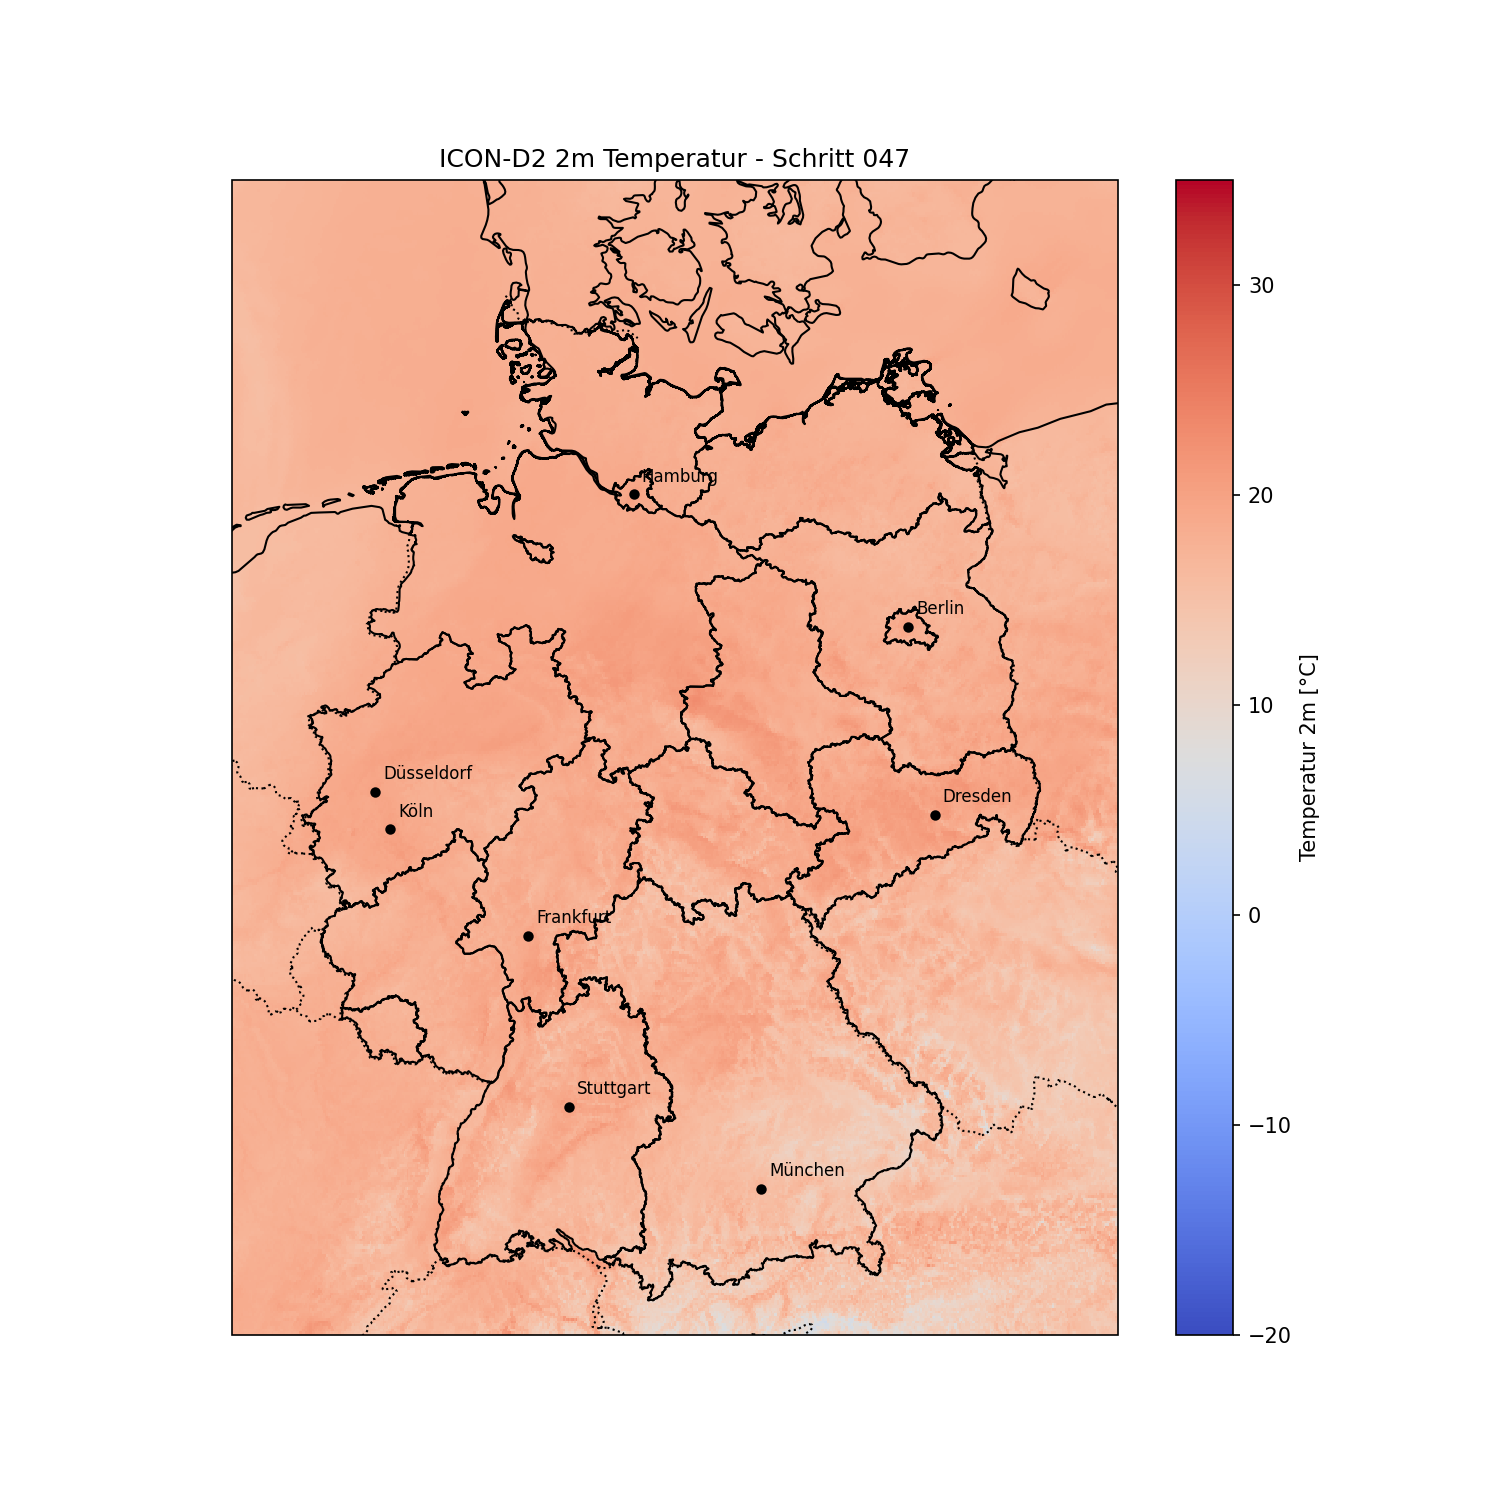 ICON-D2 2m Temperatur - Schritt 047
Hamburg
Berlin
Düsseldorf
Köln
Dresden
Frankfurt
Stuttgart
München
30
20
10
0
−10
−20
Temperatur 2m [°C]